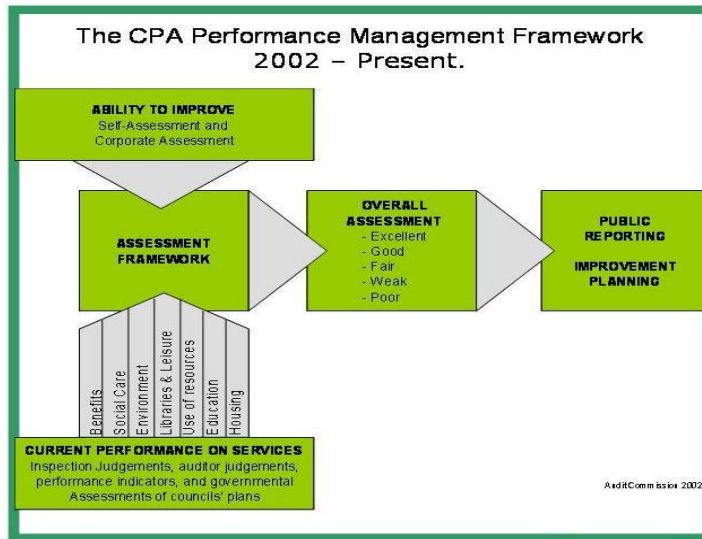 The CPA Performance Management Framework
2002 – Present.
ABILITY TO IMPROVE
Self-Assessment and
Corporate Assessment
ASSESSMENT
FRAMEWORK
OVERALL
ASSESSMENT
- Excellent
- Good
- Fair
- Weak
- Poor
PUBLIC
REPORTING
IMPROVEMENT
PLANNING
Benefits
Social Care
Environment
Libraries & Leisure
Use of resources
Education
Housing
CURRENT PERFORMANCE ON SERVICES
Inspection Judgements, auditor judgements,
performance indicators, and governmental
Assessments of councils' plans
AuditCommission 2002